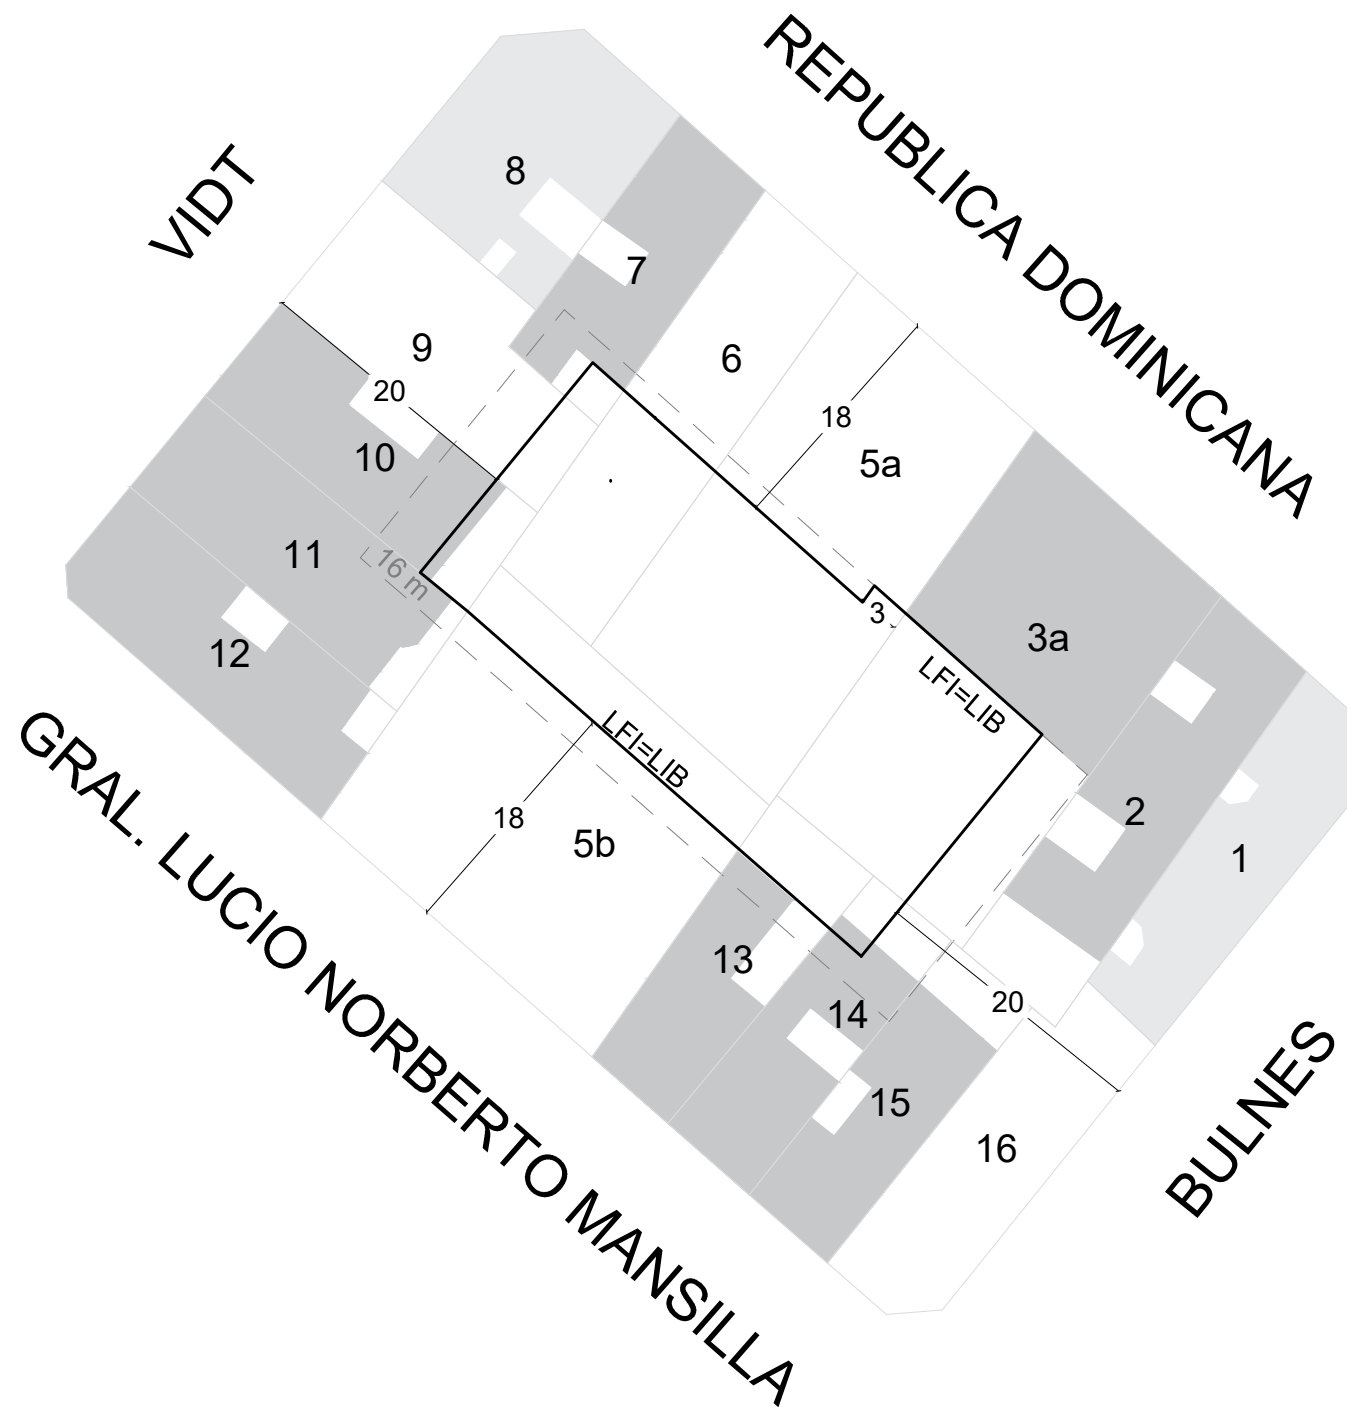 REPUBLICA DOMINICANA
VIDT
8
7
6
9
20
18
5a
10
11
16 m
3
3a
12
LFI=LIB
LFI=LIB
2
18
5b
1
13
14
20
15
16
GRAL. LUCIO NORBERTO MANSILLA
BULNES